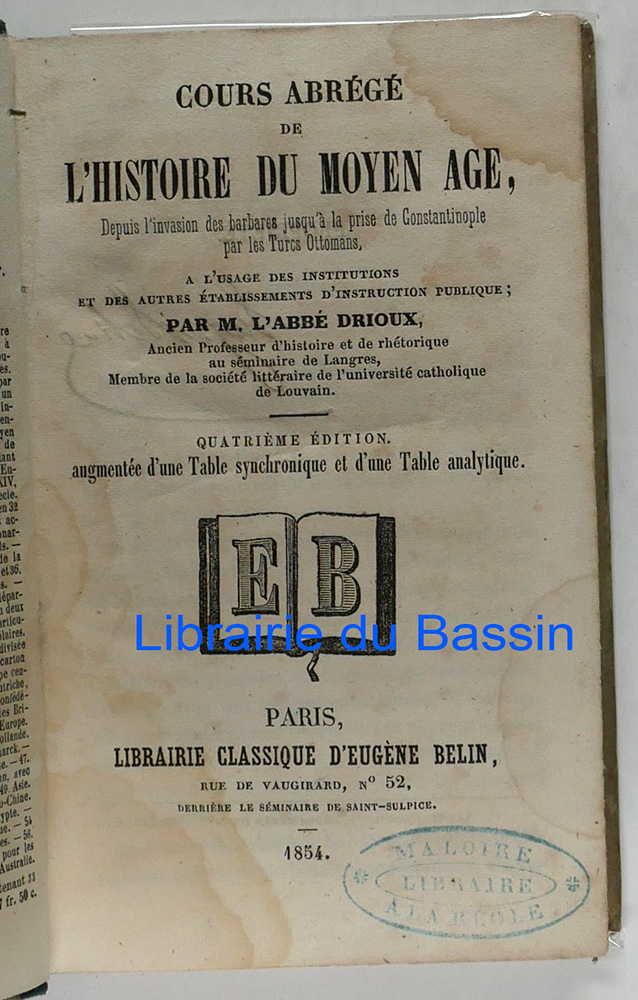 COURS ABRÉGÉ
DE
L'HISTOIRE DU MOYEN AGE,
Depuis l'invasion des barbares jusqu'à la prise de Constantinople
par les Turcs Ottomans,
A L'USAGE DES INSTITUTIONS
ET DES AUTRES ÉTABLISSEMENTS D'INSTRUCTION PUBLIQUE ;
PAR M. L'ABBÉ DRIOUX,
Ancien Professeur d'histoire et de rhétorique
au séminaire de Langres,
Membre de la société littéraire de l'université catholique
de Louvain.
QUATRIÈME ÉDITION.
augmentée d'une Table synchronique et d'une Table analytique.
E B
Librairie du Bassin
PARIS,
LIBRAIRIE CLASSIQUE D'EUGÈNE BELIN,
RUE DE VAUGIRARD, Nº 52,
DERRIÈRE LE SÉMINAIRE DE SAINT-SULPICE.
1854.
MALOIRE
LIBRAIRE
A LA RÉOLE